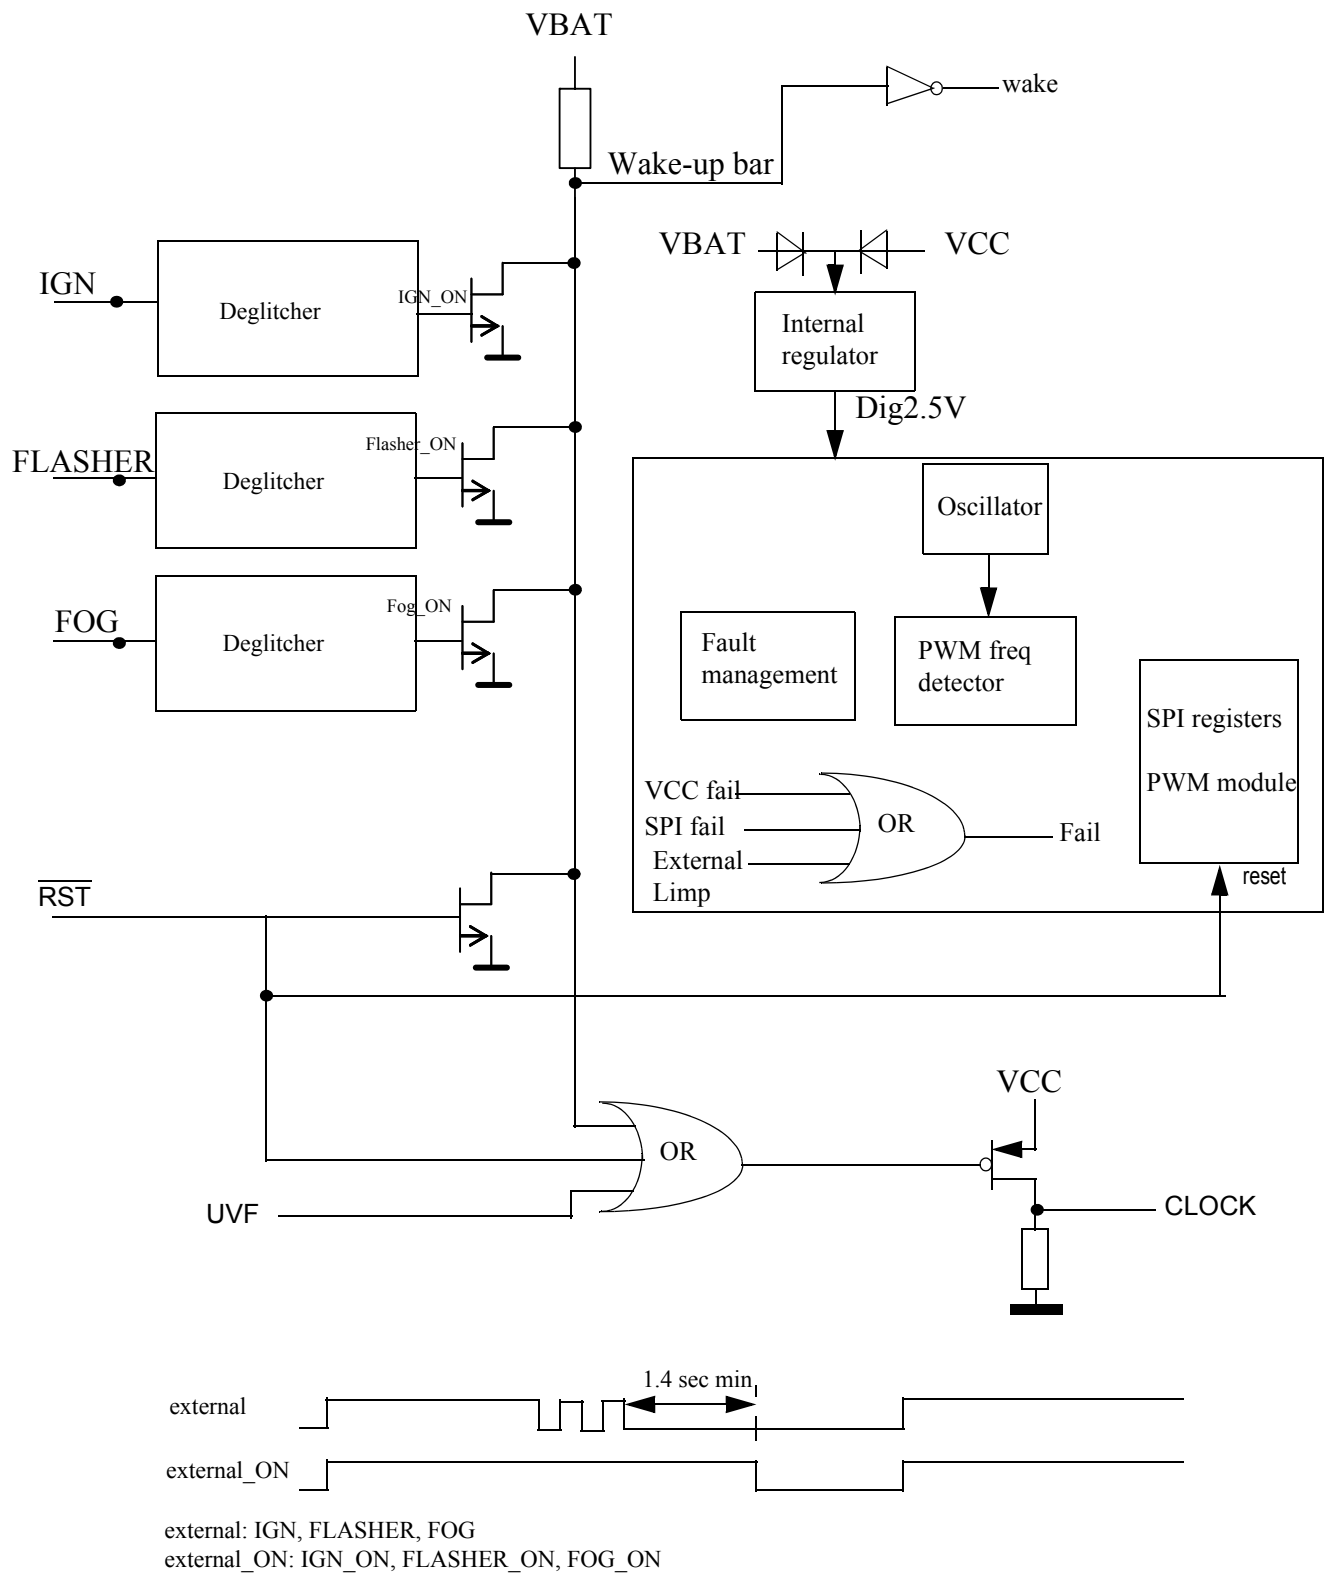 VBAT
wake
Wake-up bar
VBAT
VCC
IGN
Deglitcher
IGN_ON
Internal
regulator
Dig2.5V
FLASHER
Deglitcher
Flasher_ON
Oscillator
FOG
Deglitcher
Fog_ON
Fault
management
PWM freq
detector
SPI registers
PWM module
VCC fail
SPI fail
External
Limp
OR
Fail
reset
RST
VCC
OR
UVF
CLOCK
1.4 sec min
external
external_ON
external: IGN, FLASHER, FOG
external_ON: IGN_ON, FLASHER_ON, FOG_ON